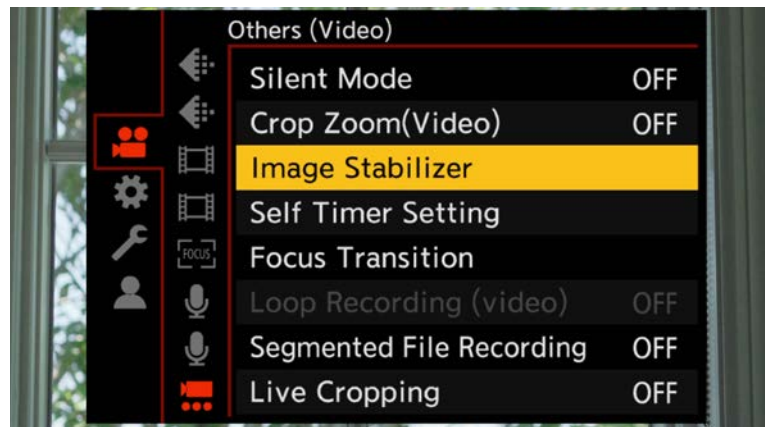 Others (Video)
Silent Mode OFF
Crop Zoom(Video) OFF
Image Stabilizer
Self Timer Setting
FOCUS
Focus Transition
Loop Recording (video) OFF
Segmented File Recording OFF
Live Cropping OFF